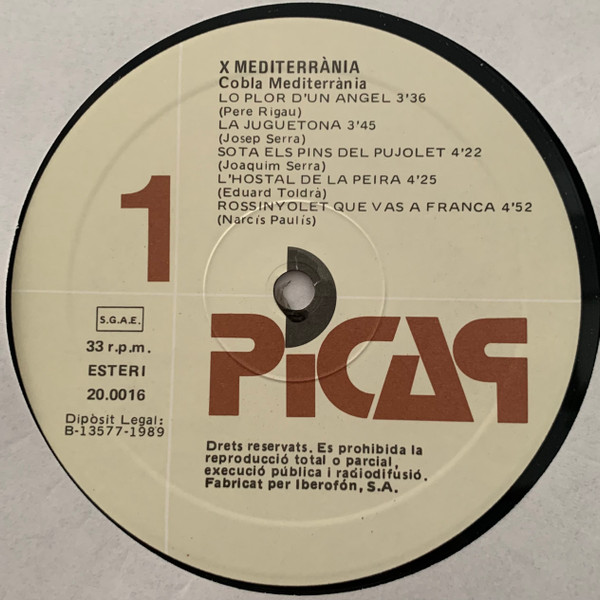 X MEDITERRÀNIA
Cobla Mediterrània
LO PLOR D'UN ANGEL 3'36
(Pere Rigau)
LA JUGUETONA 3'45
(Josep Serra)
SOTA ELS PINS DEL PUJOLET 4'22
(Joaquim Serra)
L'HOSTAL DE LA PEIRA 4'25
(Eduard Toldrà)
ROSSINYOLET QUE VAS A FRANCA 4'52
(Narcís Paulís)
1
S.G.A.E.
33 r.p.m.
ESTERI
20.0016
Dipòsit Legal:
B-13577-1989
PiCAP
Drets reservats. Es prohibida la
reproducció total o parcial,
execució pública i radiodifusió.
Fabricat per Iberofón, S.A.